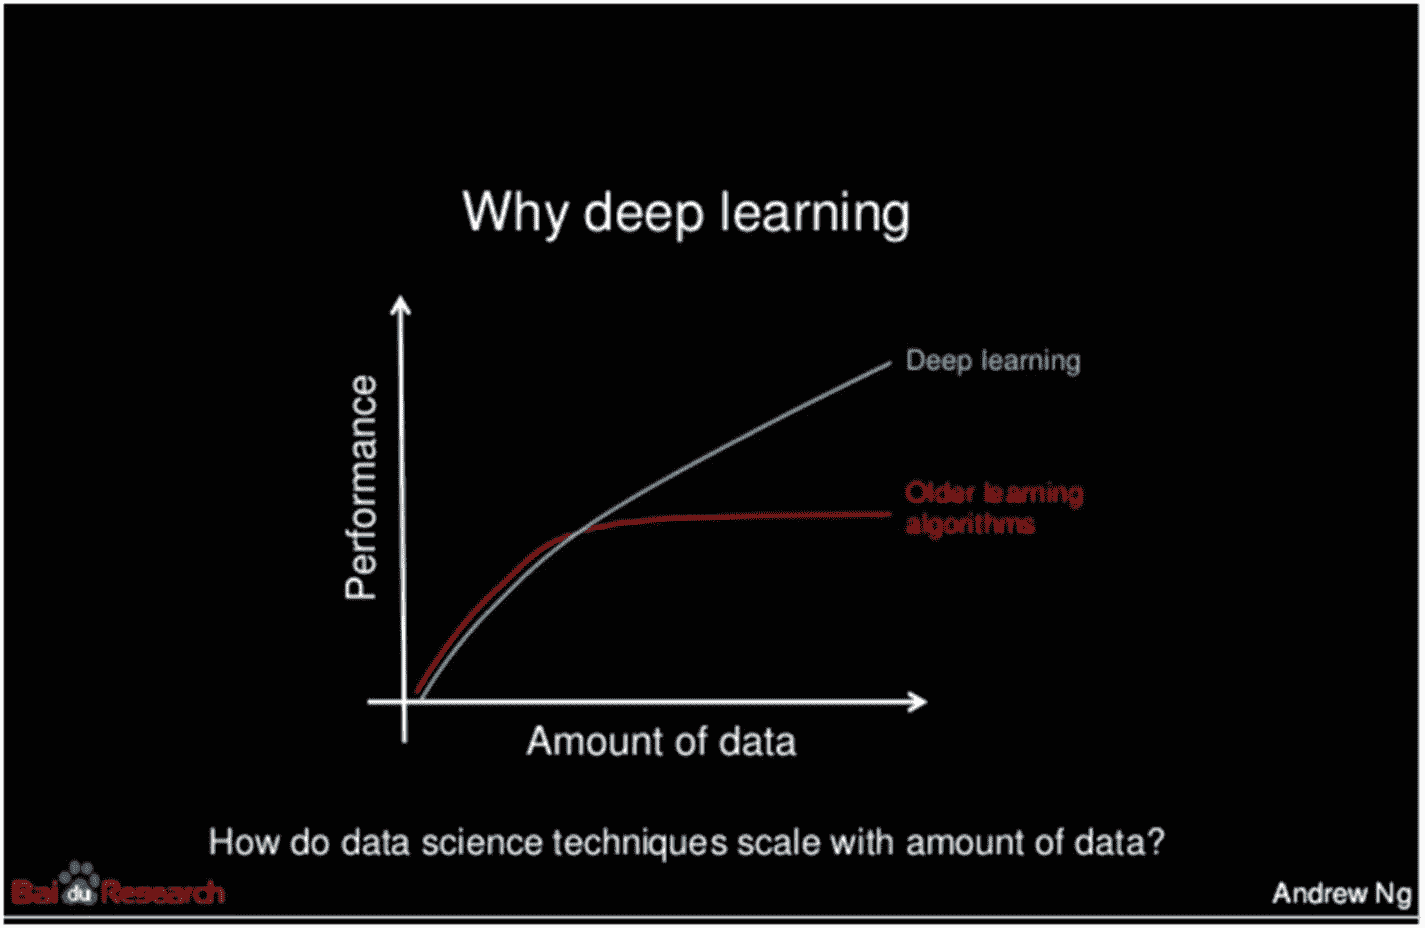 Why deep learning
Performance
Deep learning
Older learning
algorithms
Amount of data
How do data science techniques scale with amount of data?
Bai du Research
Andrew Ng